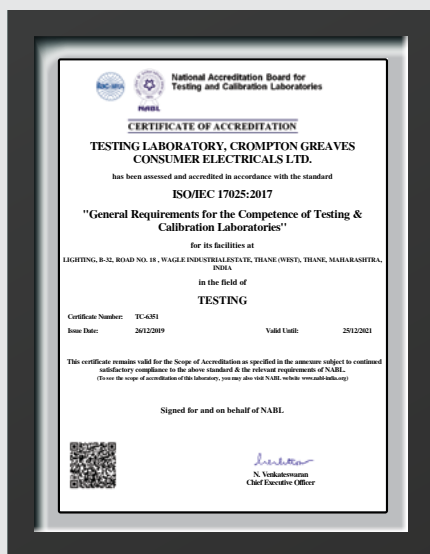 ilac-MRA
NABL
National Accreditation Board for
Testing and Calibration Laboratories
CERTIFICATE OF ACCREDITATION
TESTING LABORATORY, CROMPTON GREAVES
CONSUMER ELECTRICALS LTD.
has been assessed and accredited in accordance with the standard
ISO/IEC 17025:2017
"General Requirements for the Competence of Testing &
Calibration Laboratories"
for its facilities at
LIGHTING, B-32, ROAD NO. 18 , WAGLE INDUSTRIALESTATE, THANE (WEST), THANE, MAHARASHTRA,
INDIA
in the field of
TESTING
Certificate Number: TC-6351
Issue Date: 26/12/2019 Valid Until: 25/12/2021
This certificate remains valid for the Scope of Accreditation as specified in the annexure subject to continued
satisfactory compliance to the above standard & the relevant requirements of NABL.
(To see the scope of accreditation of this laboratory, you may also visit NABL website www.nabl-india.org)
Signed for and on behalf of NABL
N. Venkateswaran
Chief Executive Officer